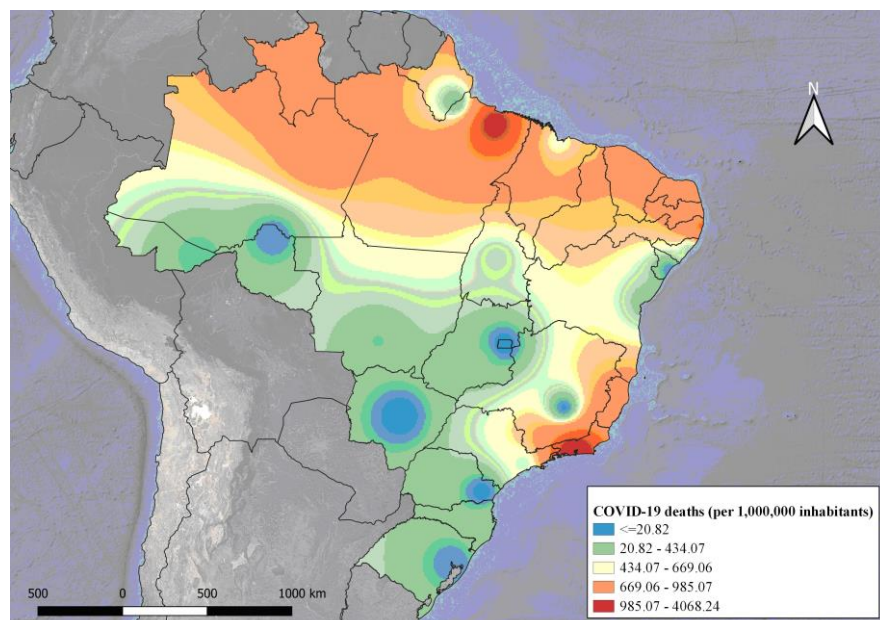 N
COVID-19 deaths (per 1,000,000 inhabitants)
<=20.82
20.82 - 434.07
434.07 - 669.06
669.06 - 985.07
985.07 - 4068.24
500 0 500 1000 km